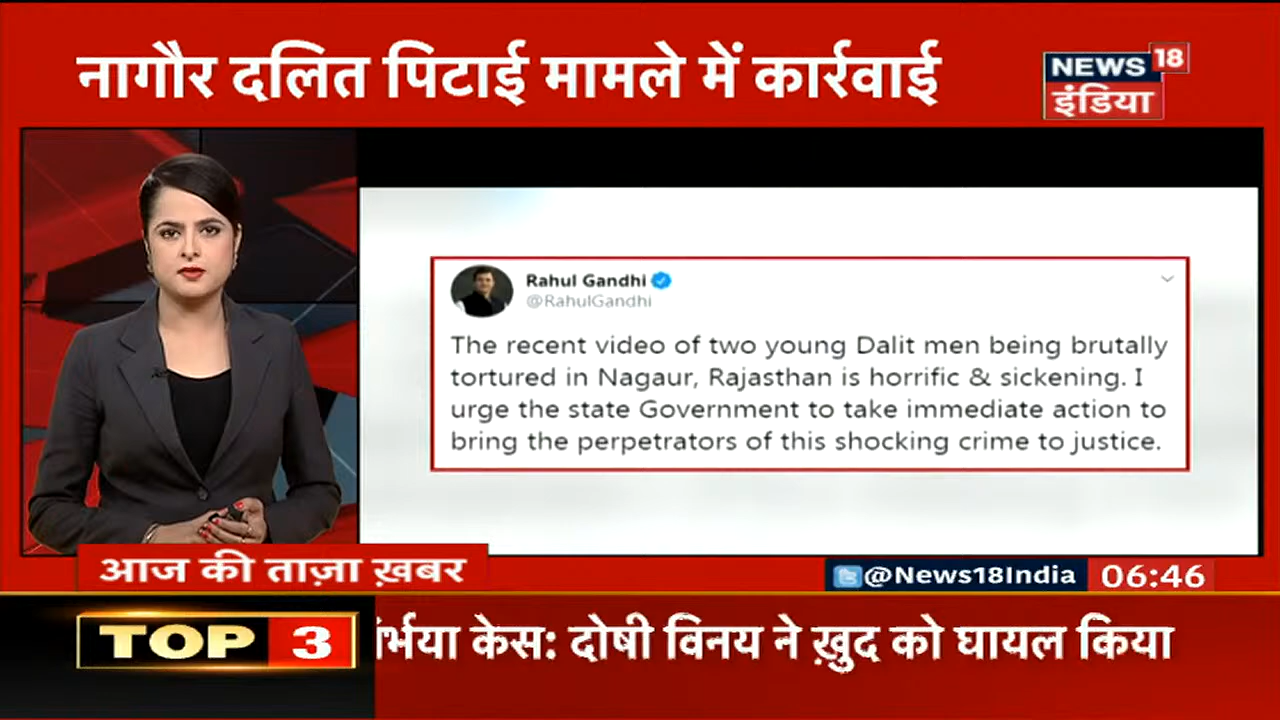 नागौर दलित पिटाई मामले में कार्रवाई
NEWS 18
इंडिया
Rahul Gandhi
@RahulGandhi
The recent video of two young Dalit men being brutally
tortured in Nagaur, Rajasthan is horrific & sickening. I
urge the state Government to take immediate action to
bring the perpetrators of this shocking crime to justice.
आज की ताज़ा ख़बर
@News18India 06:46
TOP 3
र्भया केस: दोषी विनय ने ख़ुद को घायल किया